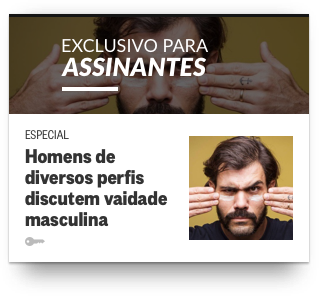 EXCLUSIVO PARA
ASSINANTES
ESPECIAL
Homens de
diversos perfis
discutem vaidade
masculina